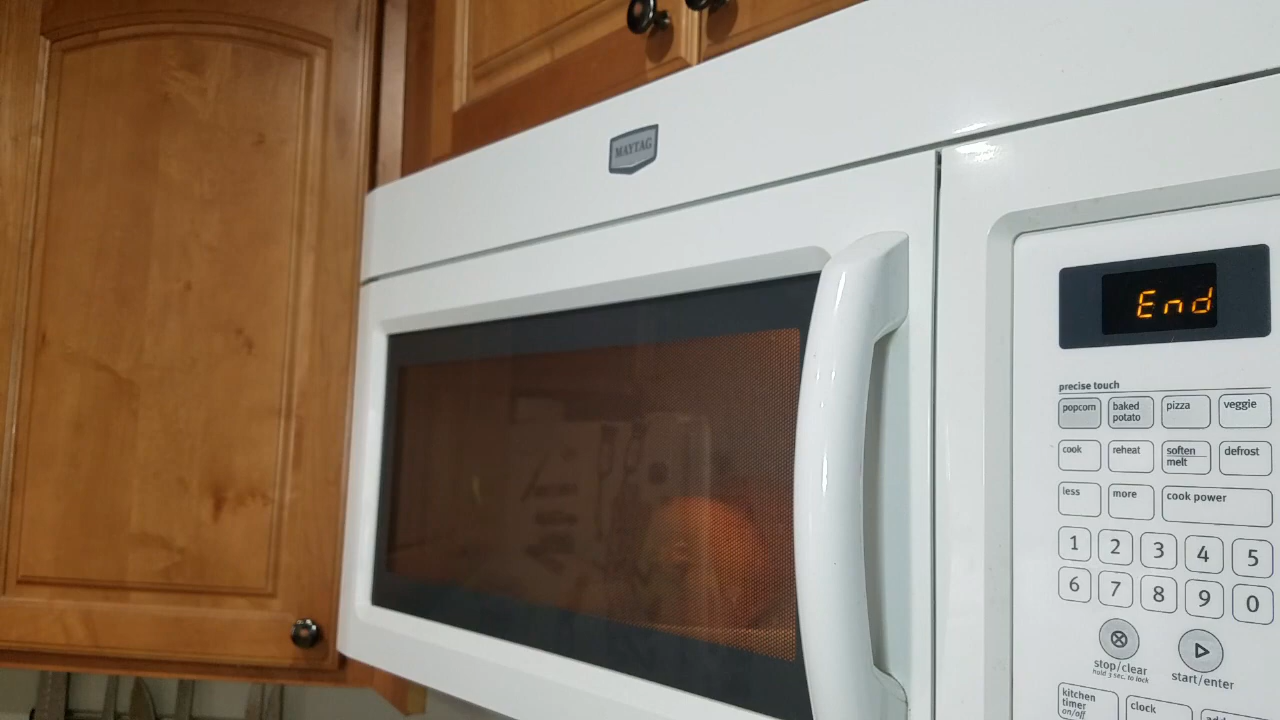 MAYTAG
End
precise touch
popcorn
baked
potato
pizza
veggie
cook
reheat
soften
melt
defrost
less
more
cook power
1 2 3 4 5
6 7 8 9 0
stop/clear
hold 3 sec. to lock
start/enter
kitchen
timer
on/off
clock